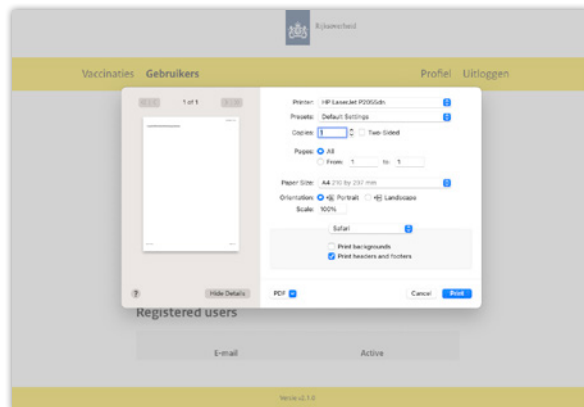 Rijksoverheid
Vaccinaties Gebruikers Profiel Uitloggen
1 of 1
Printer: HP LaserJet P2055dn
Presets: Default Settings
Copies: 1 Two-Sided
Pages: All
From: 1 to: 1
Paper Size: A4 210 by 297 mm
Orientation: Portrait Landscape
Scale: 100%
Safari
Print backgrounds
Print headers and footers
? Hide Details PDF Cancel Print
Registered users
E-mail Active
Versie v2.1.0